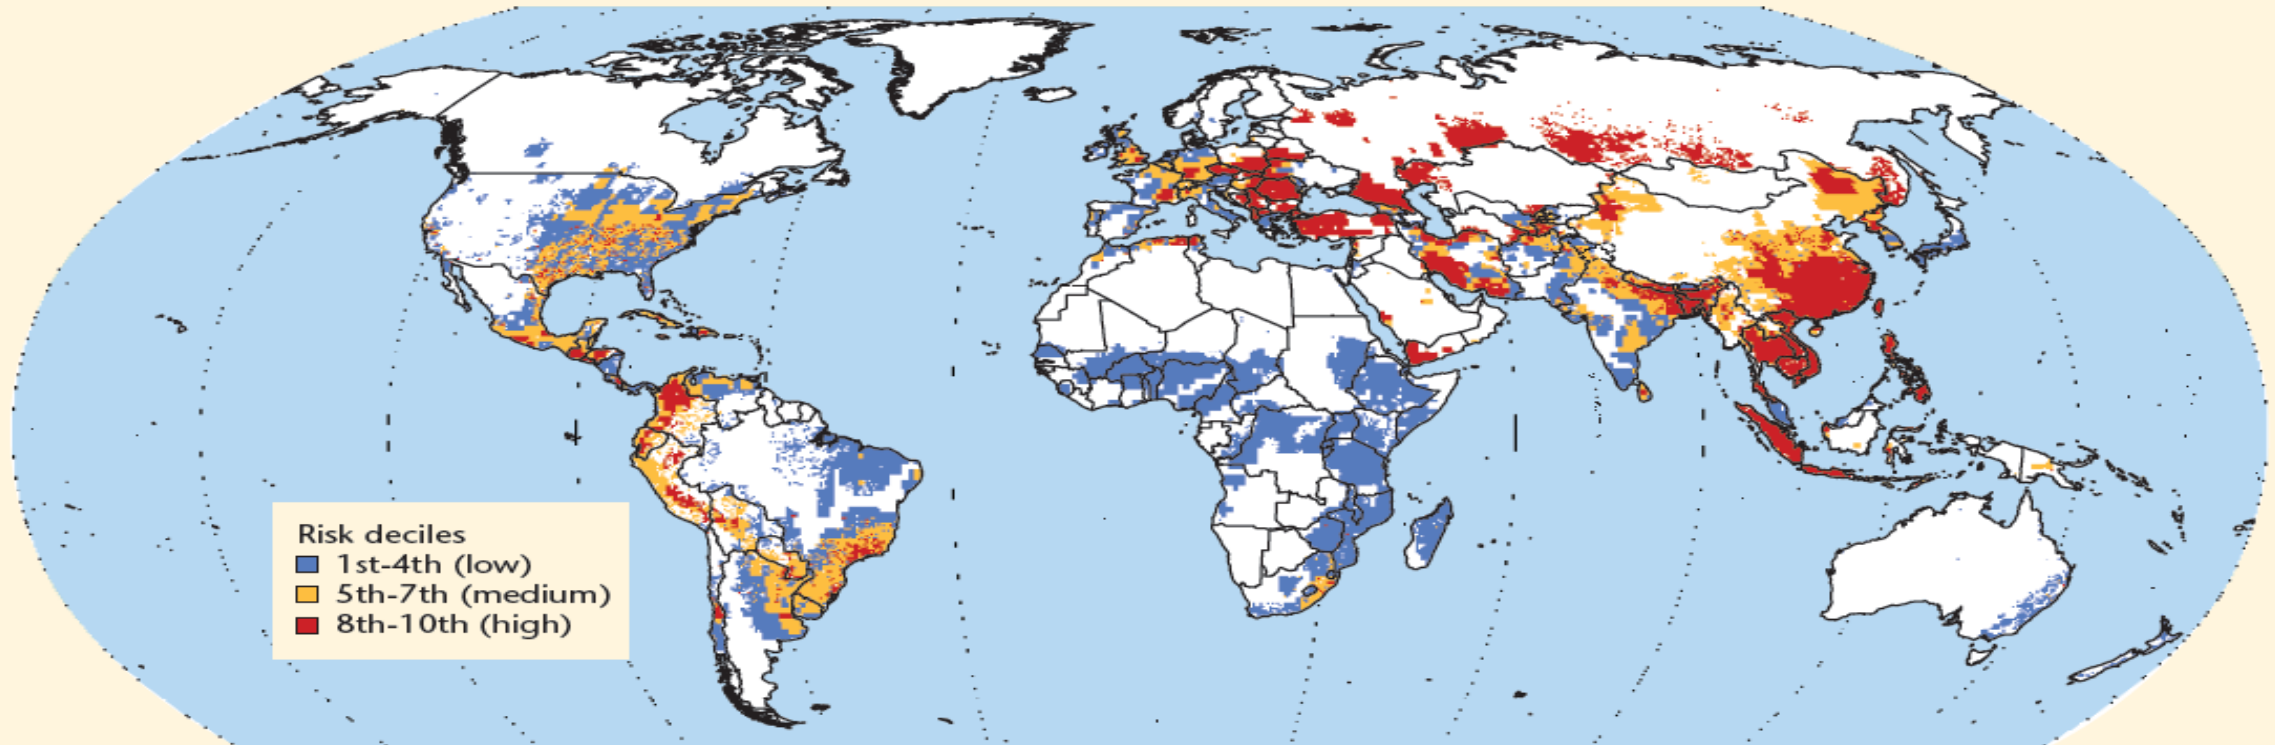 Risk deciles
1st-4th (low)
5th-7th (medium)
8th-10th (high)